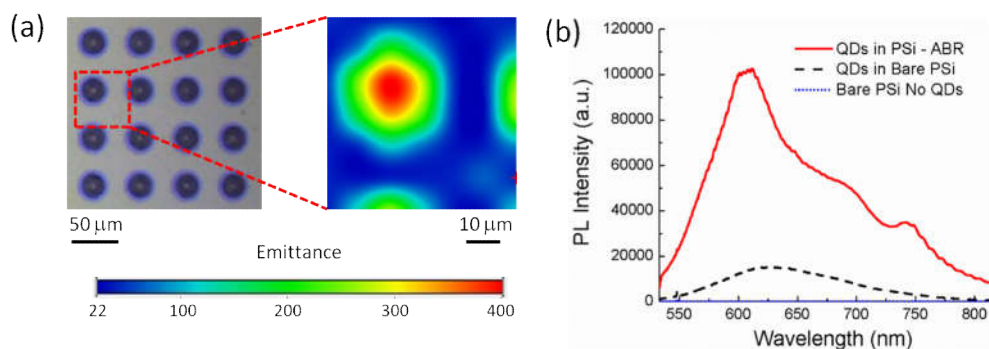 (a)
50 μm
10 μm
Emittance
22 100 200 300 400
(b)
QDs in PSi - ABR
QDs in Bare PSi
Bare PSi No QDs
PL Intensity (a.u.)
120000
100000
80000
60000
40000
20000
0
550 600 650 700 750 800
Wavelength (nm)